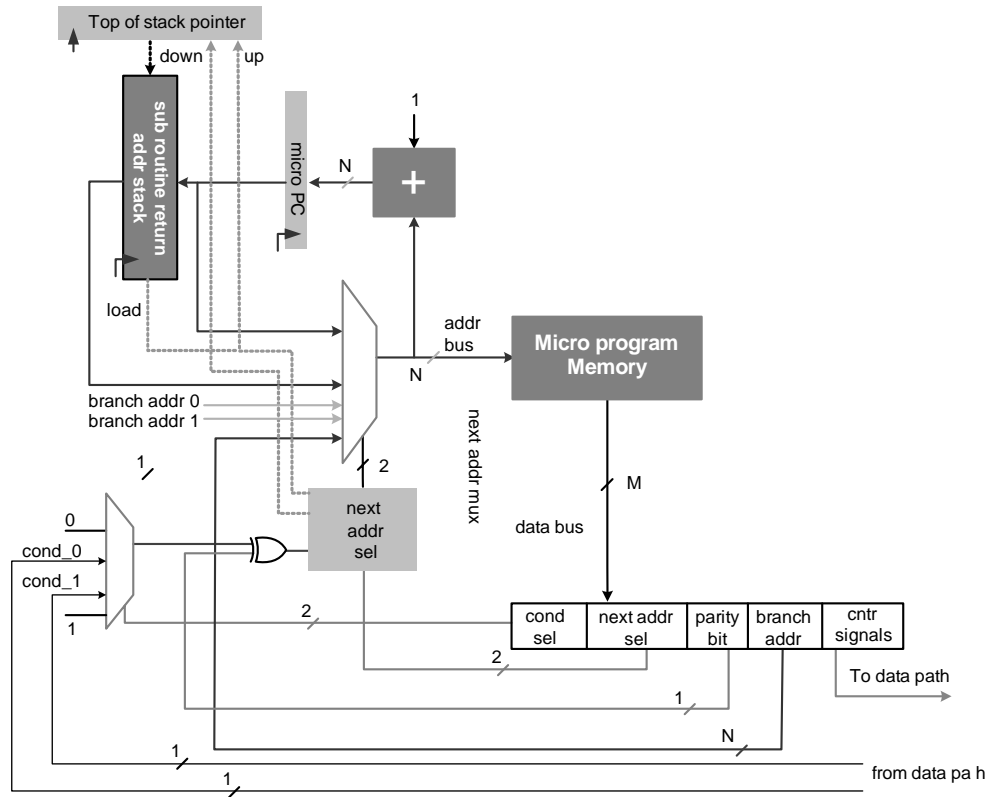 Top of stack pointer
down
up
sub routine return
addr stack
micro PC
N
1
+
load
addr
bus
N
Micro program
Memory
branch addr 0
branch addr 1
next addr mux
2
M
1
next
addr
sel
data bus
0
cond_0
cond_1
1
2
cond
sel
next addr
sel
parity
bit
branch
addr
cntr
signals
2
To data path
1
N
1
from data pa h
1